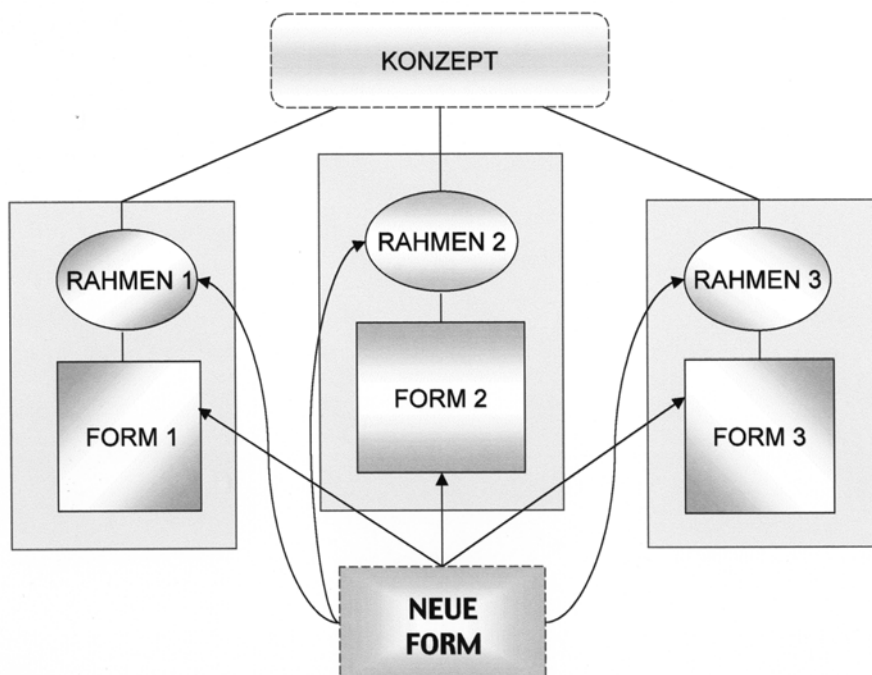 KONZEPT
RAHMEN 1
RAHMEN 2
RAHMEN 3
FORM 1
FORM 2
FORM 3
NEUE
FORM